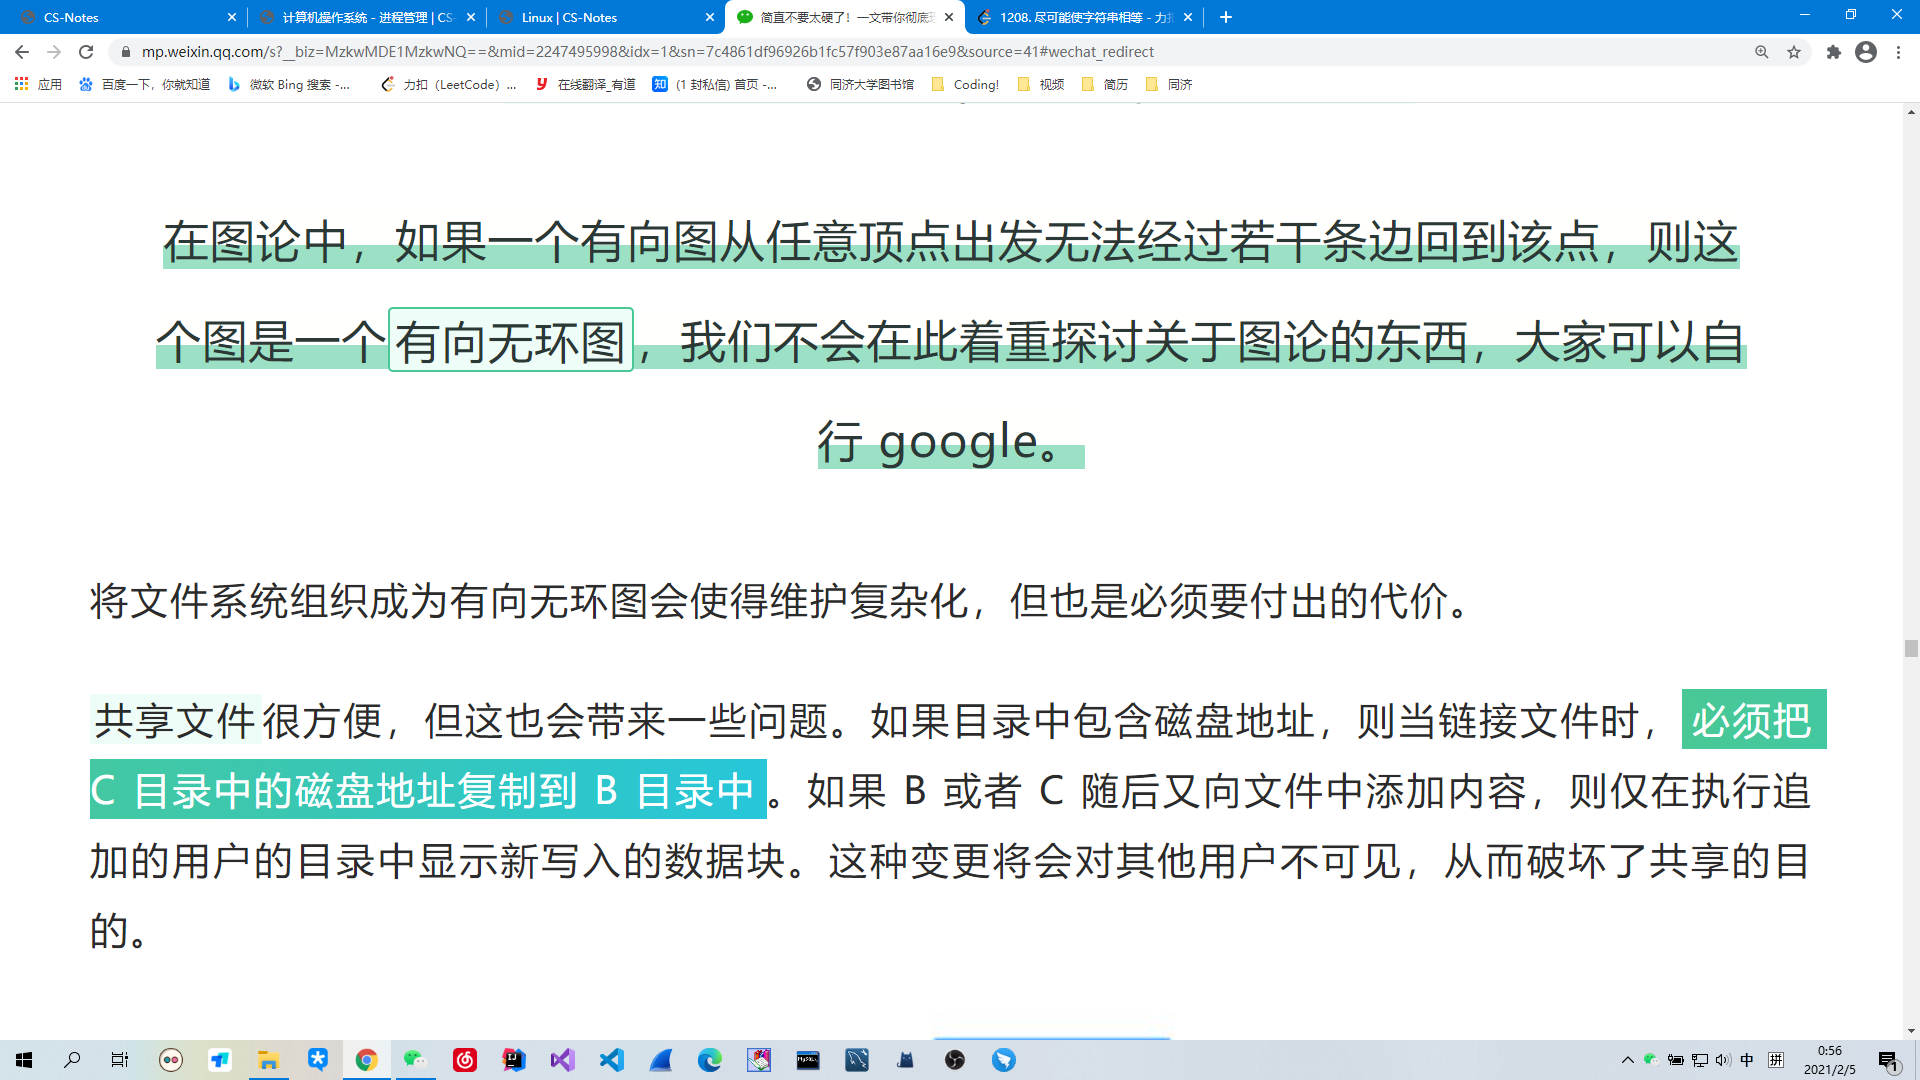 CS-Notes
计算机操作系统 - 进程管理 | CS-
Linux | CS-Notes
简直不要太硬了！一文带你彻底理
1208. 尽可能使字符串相等 - 力扣
mp.weixin.qq.com/s?__biz=MzkwMDE1MzkwNQ==&mid=2247495998&idx=1&sn=7c4861df96926b1fc57f903e87aa16e9&source=41#wechat_redirect
应用
百度一下，你就知道
微软 Bing 搜索 -...
力扣（LeetCode）...
在线翻译_有道
(1 封私信) 首页 -...
同济大学图书馆
Coding!
视频
简历
同济
在图论中，如果一个有向图从任意顶点出发无法经过若干条边回到该点，则这
个图是一个有向无环图，我们不会在此着重探讨关于图论的东西，大家可以自
行 google。
将文件系统组织成为有向无环图会使得维护复杂化，但也是必须要付出的代价。
共享文件很方便，但这也会带来一些问题。如果目录中包含磁盘地址，则当链接文件时，必须把
C 目录中的磁盘地址复制到 B 目录中。如果 B 或者 C 随后又向文件中添加内容，则仅在执行追
加的用户的目录中显示新写入的数据块。这种变更将会对其他用户不可见，从而破坏了共享的目
的。
中
拼
0:56
2021/2/5
1